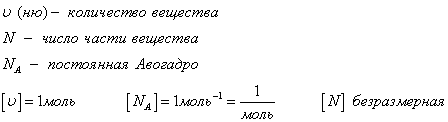 υ (ню) – количество вещества
N – число части вещества
N_A – постоянная Авогадро
[υ] = 1моль [N_A] = 1моль⁻¹ = 1/моль [N] безразмерная